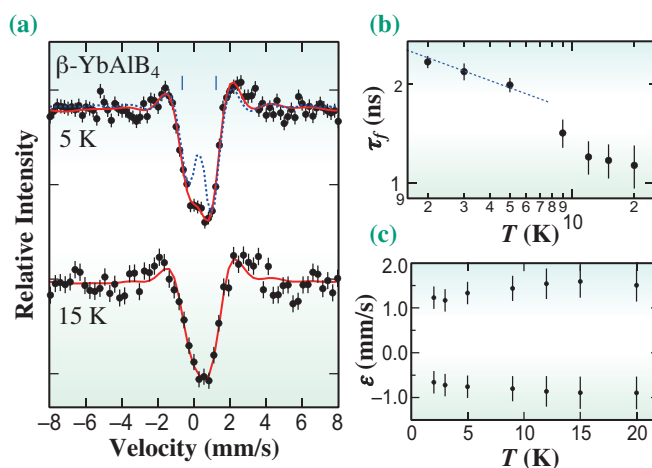 (a)
β-YbAlB4
5 K
15 K
Relative Intensity
−8 −6 −4 −2 0 2 4 6 8
Velocity (mm/s)
(b)
τf (ns)
2
1
9
2 3 4 5 6 7 8 9 10 2
T (K)
(c)
ε (mm/s)
2.0
1.0
0.0
−1.0
0 5 10 15 20
T (K)